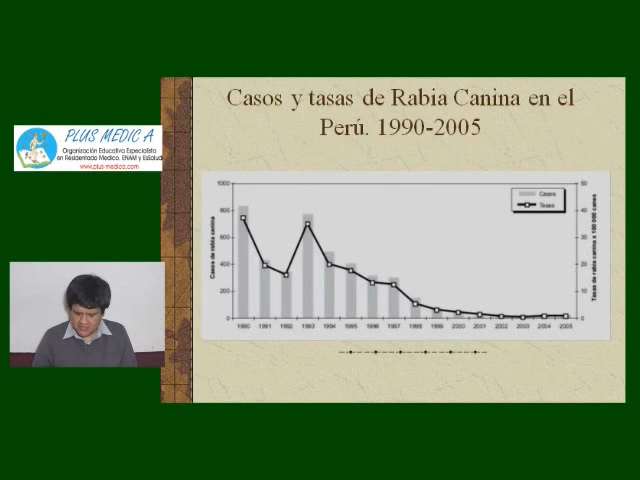 Casos y tasas de Rabia Canina en el
Perú. 1990-2005
PLUS MEDIC A
Organización Educativa Especialista
en Residentado Medico, ENAM y EsSalud
www.plus-medica.com
Casos de rabia canina
1000
800
600
400
200
0
Casos
Tasas
50
40
30
20
10
0
Tasas de rabia canina x 100 000 canes
1990 1991 1992 1993 1994 1995 1996 1997 1998 1999 2000 2001 2002 2003 2004 2005